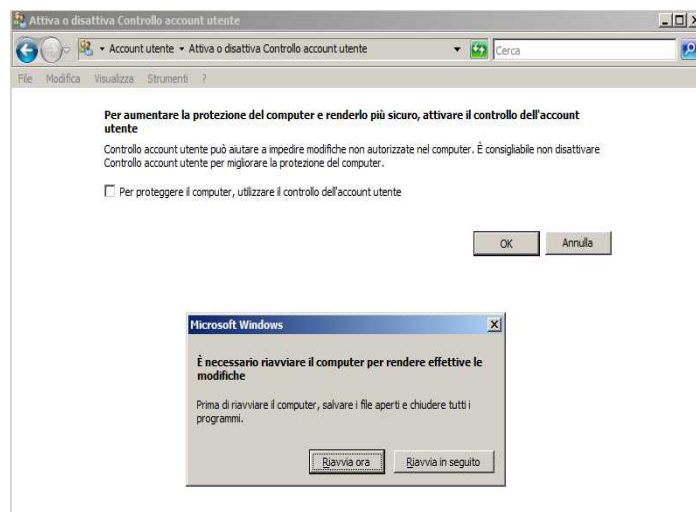 Attiva o disattiva Controllo account utente
Account utente Attiva o disattiva Controllo account utente Cerca
File Modifica Visualizza Strumenti ?
Per aumentare la protezione del computer e renderlo più sicuro, attivare il controllo dell'account
utente
Controllo account utente può aiutare a impedire modifiche non autorizzate nel computer. È consigliabile non disattivare
Controllo account utente per migliorare la protezione del computer.
Per proteggere il computer, utilizzare il controllo dell'account utente
OK Annulla
Microsoft Windows
È necessario riavviare il computer per rendere effettive le
modifiche
Prima di riavviare il computer, salvare i file aperti e chiudere tutti i
programmi.
Riavvia ora Riavvia in seguito